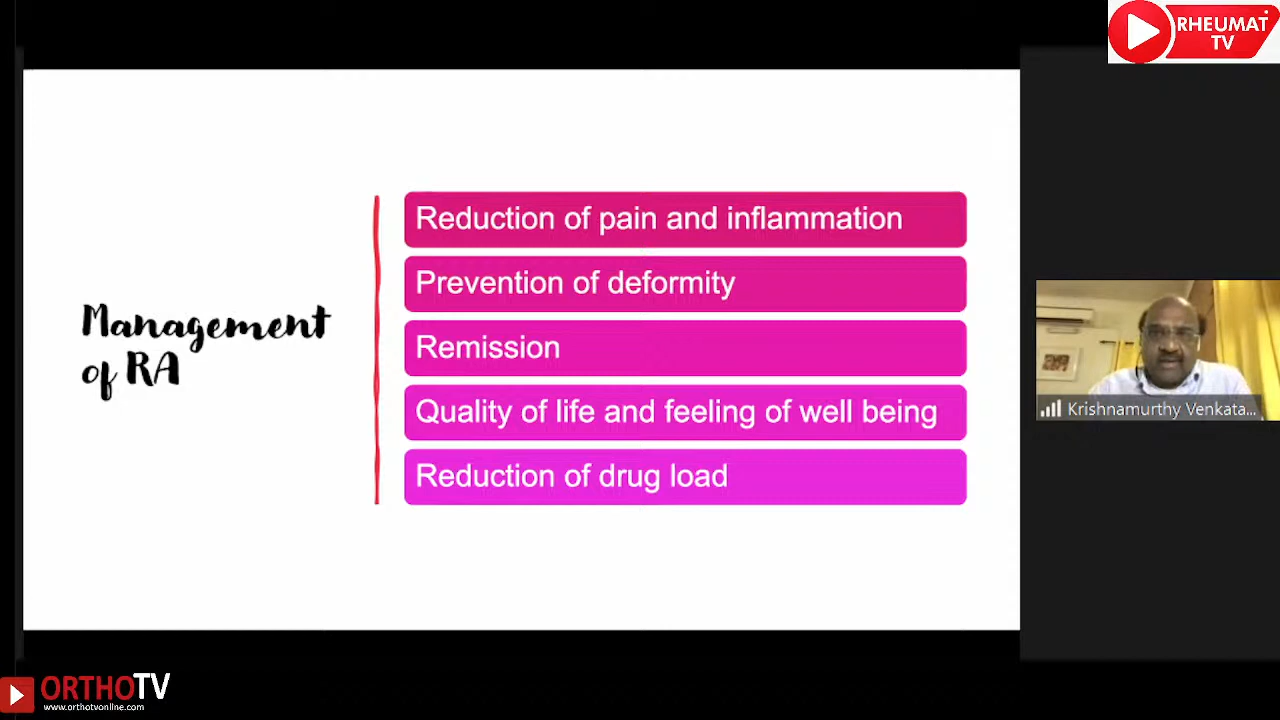 RHEUMAT
TV
Management
of RA
Reduction of pain and inflammation
Prevention of deformity
Remission
Quality of life and feeling of well being
Reduction of drug load
Krishnamurthy Venkata...
ORTHOTV
www.orthotvonline.com